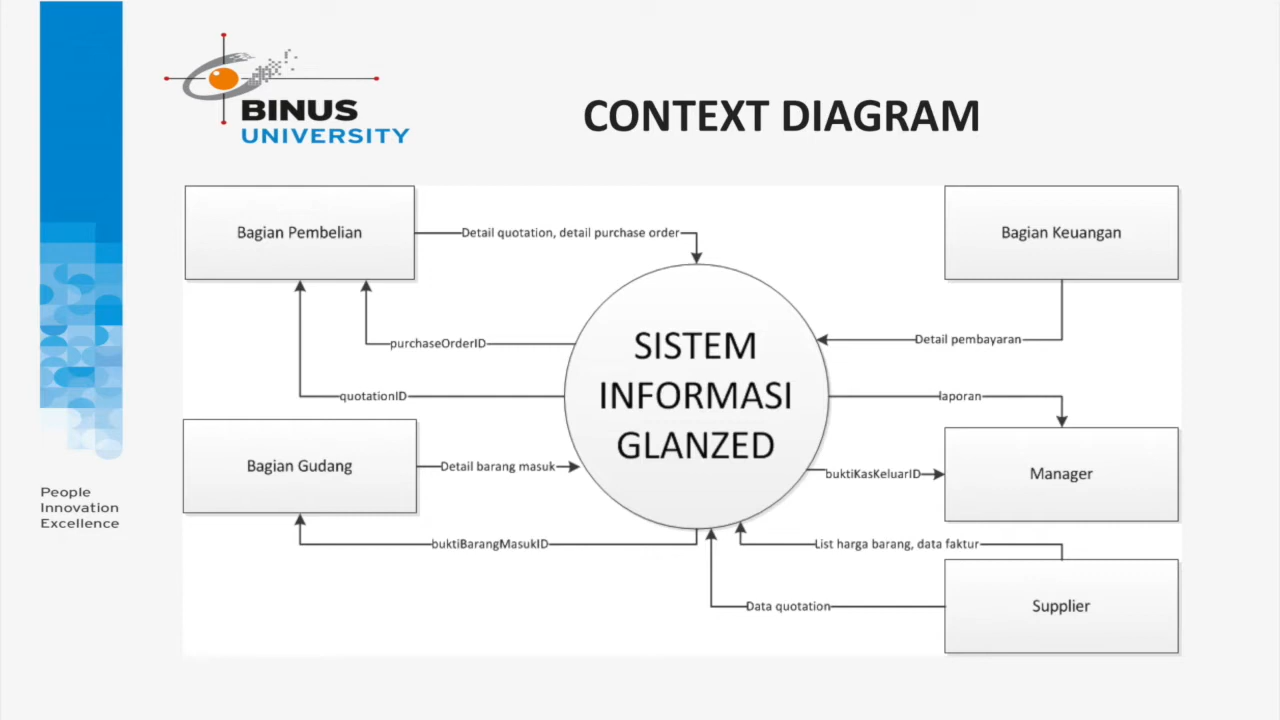 BINUS
UNIVERSITY
CONTEXT DIAGRAM
Bagian Pembelian
Detail quotation, detail purchase order
Bagian Keuangan
purchaseOrderID
Detail pembayaran
quotationID
SISTEM
INFORMASI
GLANZED
laporan
Bagian Gudang
Detail barang masuk
buktiKasKeluarID
Manager
buktiBarangMasukID
List harga barang, data faktur
Data quotation
Supplier
People
Innovation
Excellence